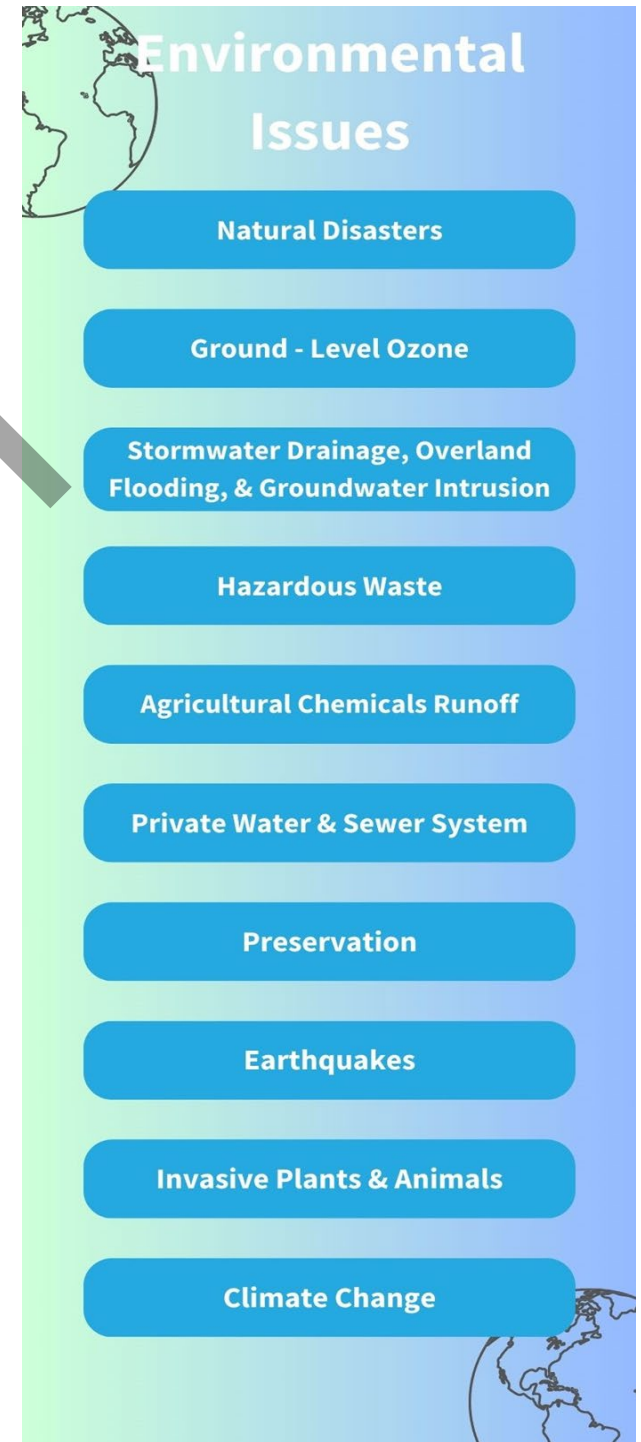 Environmental
Issues
Natural Disasters
Ground - Level Ozone
Stormwater Drainage, Overland
Flooding, & Groundwater Intrusion
Hazardous Waste
Agricultural Chemicals Runoff
Private Water & Sewer System
Preservation
Earthquakes
Invasive Plants & Animals
Climate Change